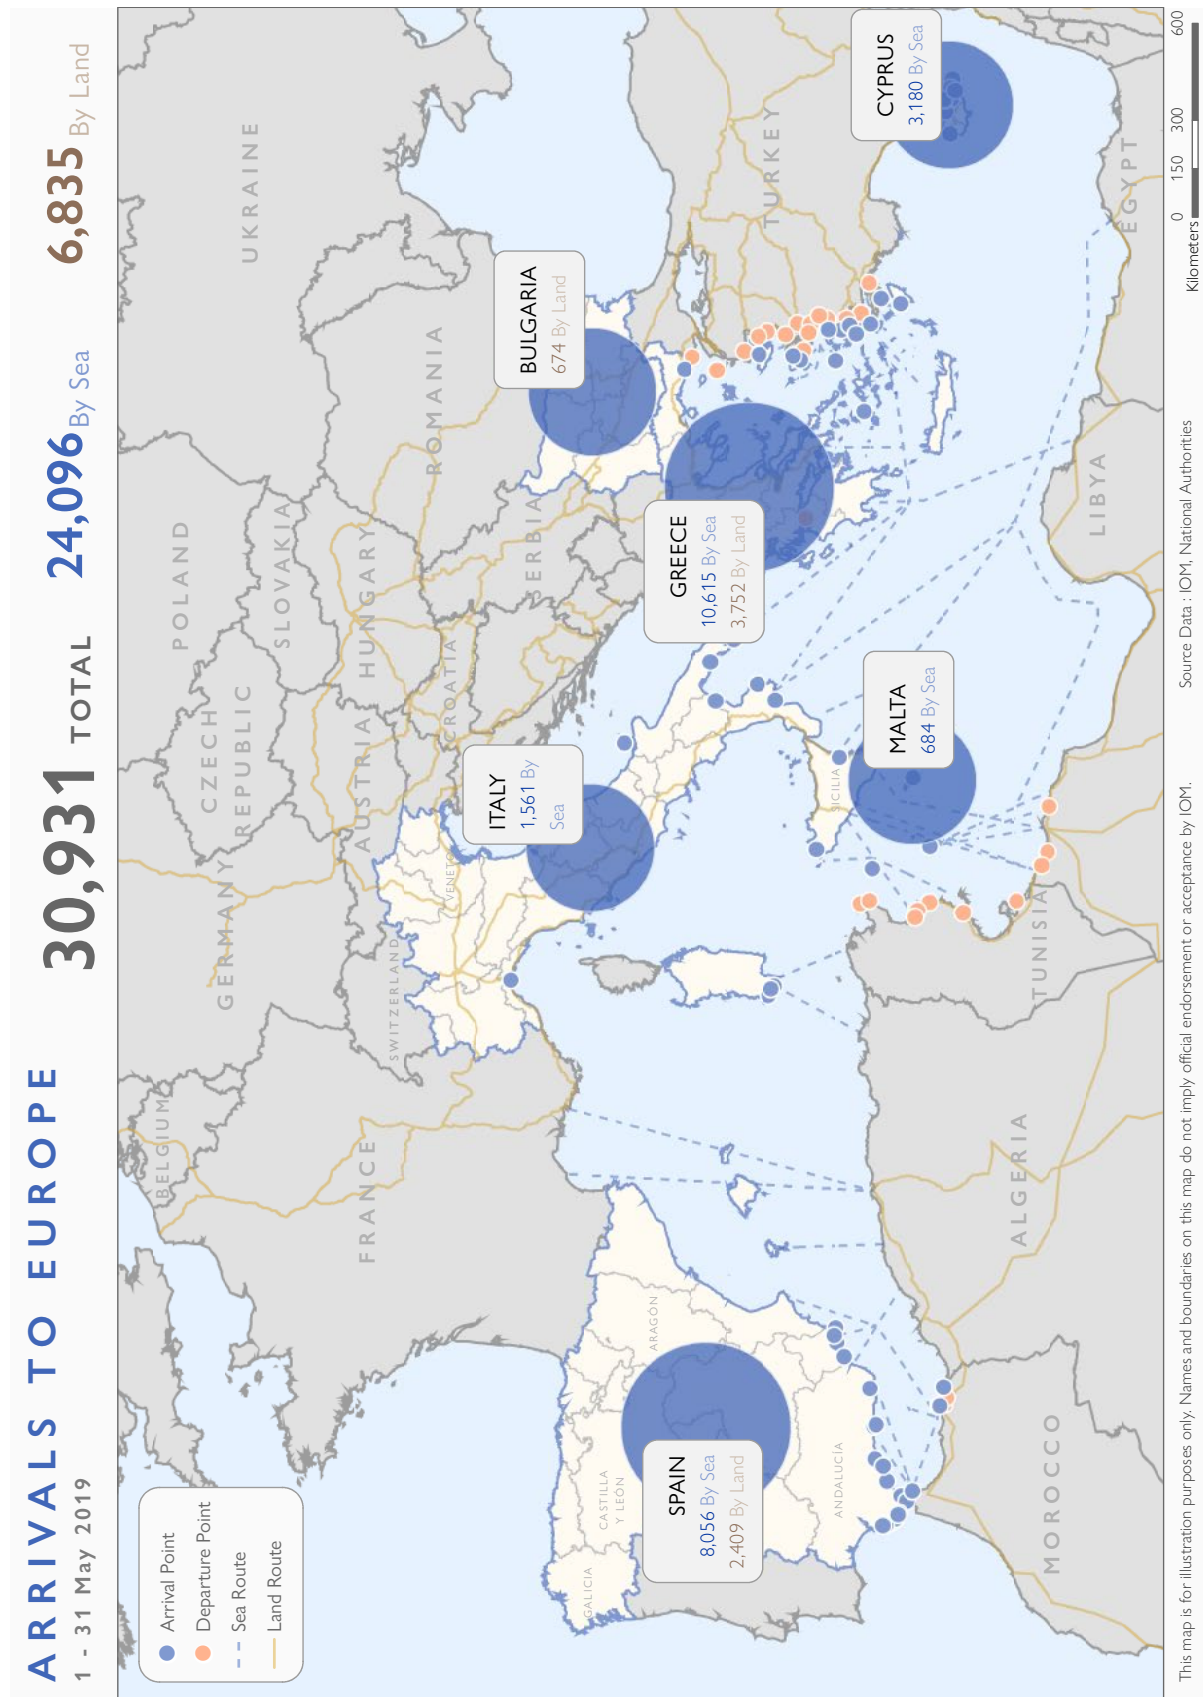 ARRIVALS TO EUROPE
1 - 31 May 2019
30,931 TOTAL
24,096 By Sea
6,835 By Land
Arrival Point
Departure Point
Sea Route
Land Route
BELGIUM
GERMANY
CZECH
REPUBLIC
POLAND
SLOVAKIA
UKRAINE
FRANCE
SWITZERLAND
AUSTRIA
HUNGARY
ROMANIA
VENETO
CROATIA
SERBIA
ITALY
1,561 By
Sea
BULGARIA
674 By Land
GALICIA
CASTILLA
Y LEÓN
ARAGÓN
SPAIN
8,056 By Sea
2,409 By Land
GREECE
10,615 By Sea
3,752 By Land
TURKEY
ANDALUCÍA
SICILIA
MALTA
684 By Sea
CYPRUS
3,180 By Sea
MOROCCO
ALGERIA
TUNISIA
LIBYA
EGYPT
0 150 300 600
Kilometers
This map is for illustration purposes only. Names and boundaries on this map do not imply official endorsement or acceptance by IOM.
Source Data : IOM, National Authorities